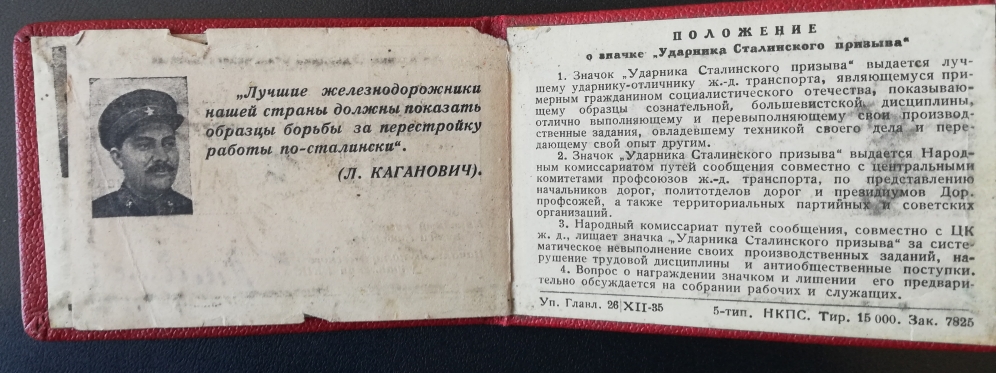 „Лучшие железнодорожники
нашей страны должны показать
образцы борьбы за перестройку
работы по-сталински“.
(Л. КАГАНОВИЧ).
ПОЛОЖЕНИЕ
о значке „Ударника Сталинского призыва“
1. Значок „Ударника Сталинского призыва“ выдается луч-
шему ударнику-отличнику ж.-д. транспорта, являющемуся при-
мерным гражданином социалистического отечества, показываю-
щему образцы сознательной, большевистской дисциплины,
отлично выполняющему и перевыполняющему свои производ-
ственные задания, овладевшему техникой своего дела и пере-
дающему свой опыт другим.
2. Значок „Ударника Сталинского призыва“ выдается Народ-
ным комиссариатом путей сообщения совместно с центральными
комитетами профсоюзов ж.-д. транспорта, по представлению
начальников дорог, политотделов дорог и президиумов Дор.
профсожей, а также территориальных партийных и советских
организаций.
3. Народный комиссариат путей сообщения, совместно с ЦК
ж. д., лишает значка „Ударника Сталинского призыва“ за систе-
матическое невыполнение своих производственных заданий, на-
рушение трудовой дисциплины и антиобщественные поступки.
4. Вопрос о награждении значком и лишении его предвари-
тельно обсуждается на собрании рабочих и служащих.
Уп. Главл. 26/XII-35 5-тип. НКПС. Тир. 15 000. Зак. 7825